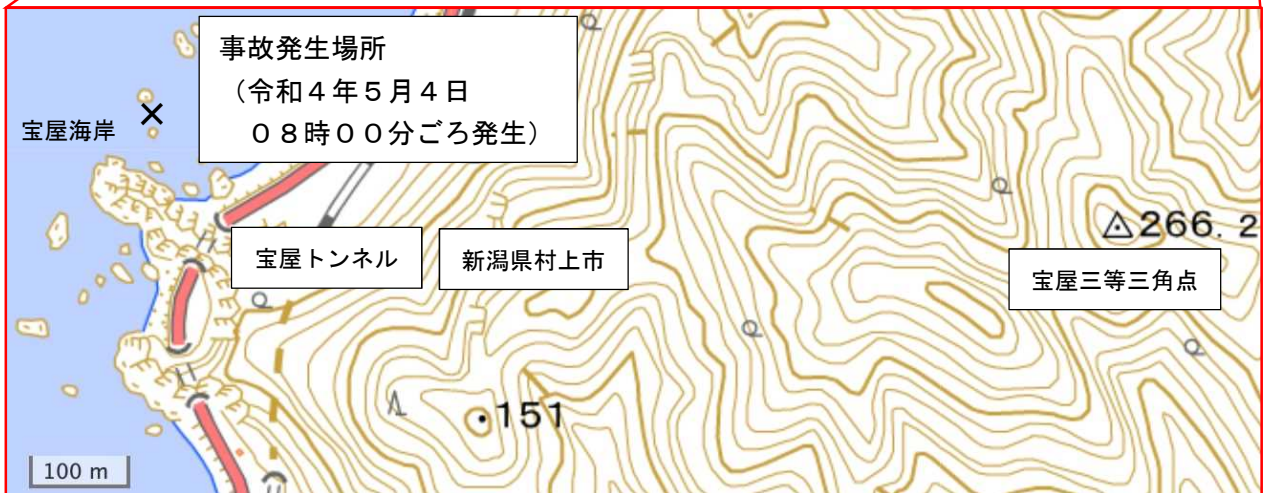 事故発生場所
（令和４年５月４日
０８時００分ごろ発生）
宝屋海岸
266.2
宝屋トンネル
新潟県村上市
宝屋三等三角点
151
100 m